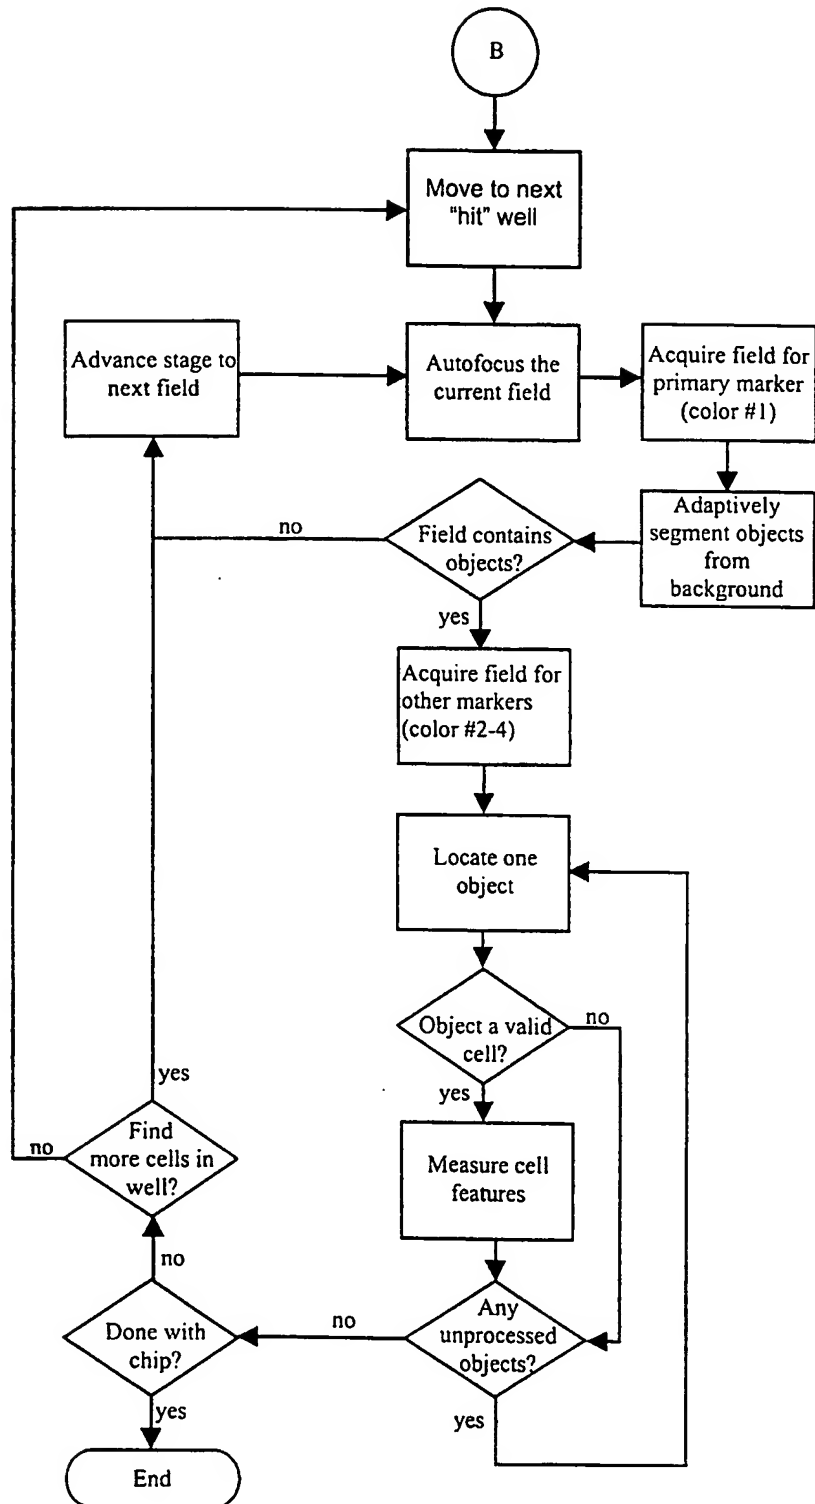 B
Move to next
"hit" well
Advance stage to
next field
Autofocus the
current field
Acquire field for
primary marker
(color #1)
Adaptively
segment objects
from
background
Field contains
objects?
no
yes
Acquire field for
other markers
(color #2-4)
Locate one
object
Object a valid
cell?
no
yes
Measure cell
features
Any
unprocessed
objects?
no
yes
Done with
chip?
no
yes
Find
more cells in
well?
yes
no
End